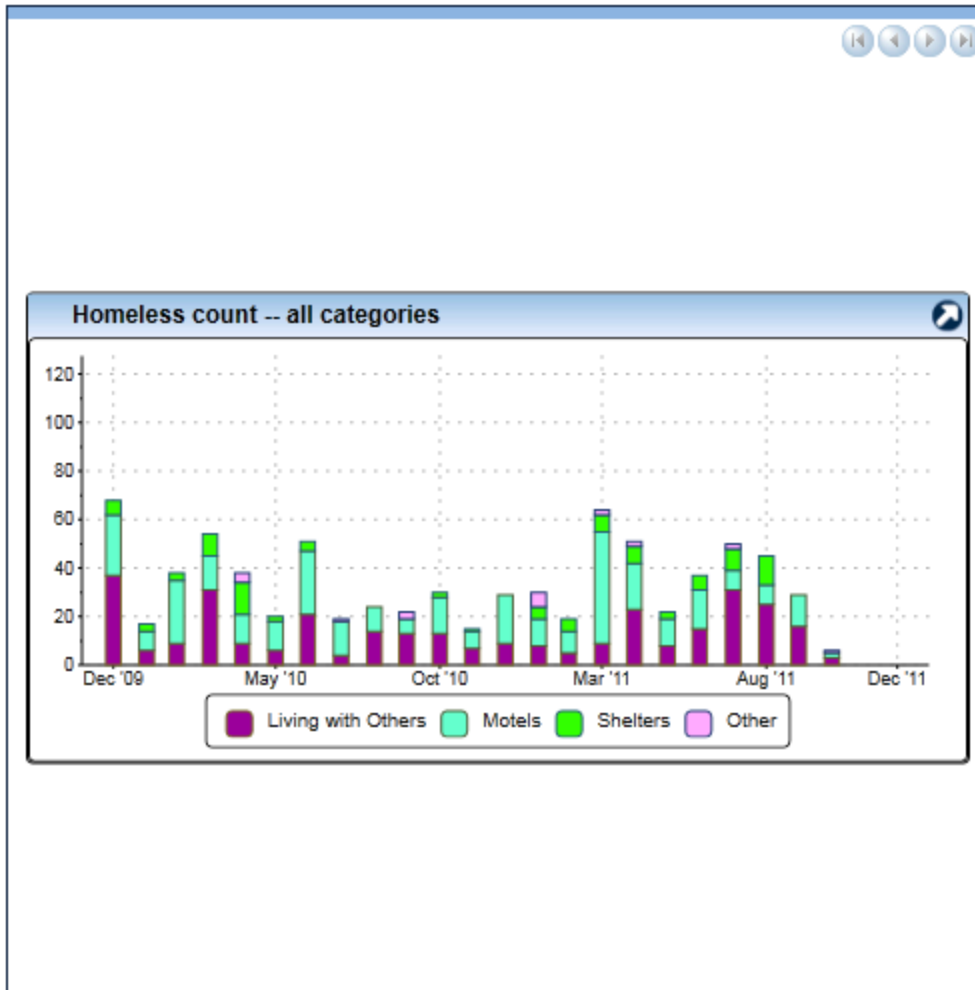 Homeless count -- all categories
120
100
80
60
40
20
0
Dec '09 May '10 Oct '10 Mar '11 Aug '11 Dec '11
Living with Others Motels Shelters Other